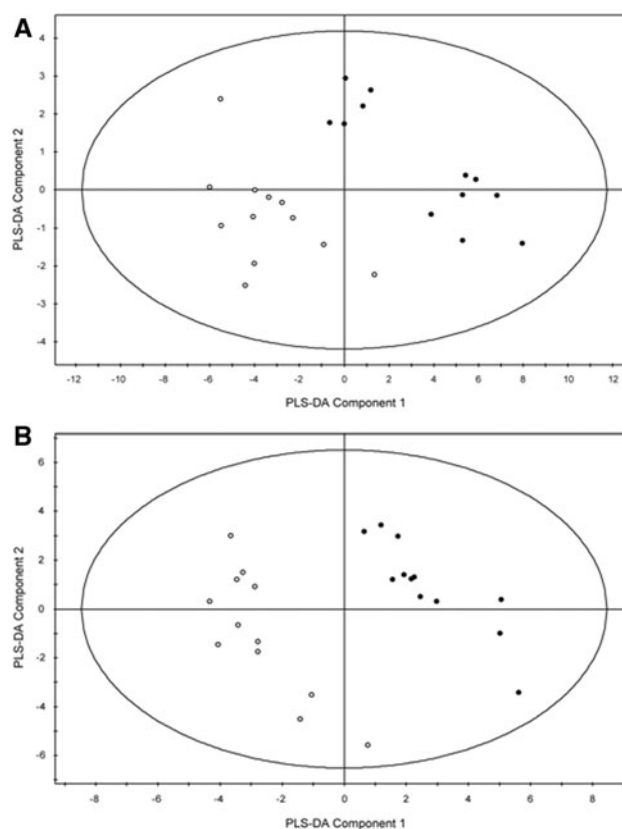 A
4
3
2
1
0
-1
-2
-3
-4
PLS-DA Component 2
-12 -10 -8 -6 -4 -2 0 2 4 6 8 10 12
PLS-DA Component 1
B
6
4
2
0
-2
-4
-6
PLS-DA Component 2
-8 -6 -4 -2 0 2 4 6 8
PLS-DA Component 1